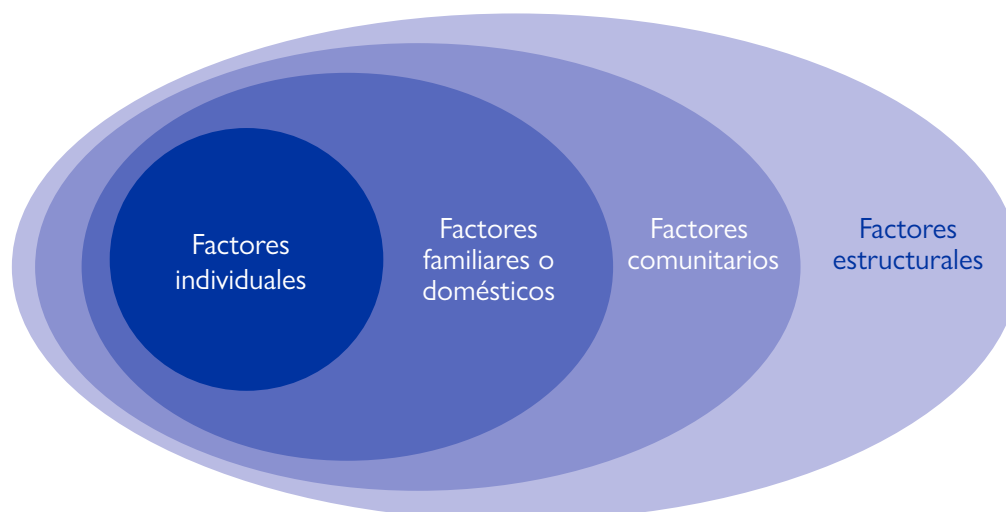 Factores
individuales
Factores
familiares o
domésticos
Factores
comunitarios
Factores
estructurales